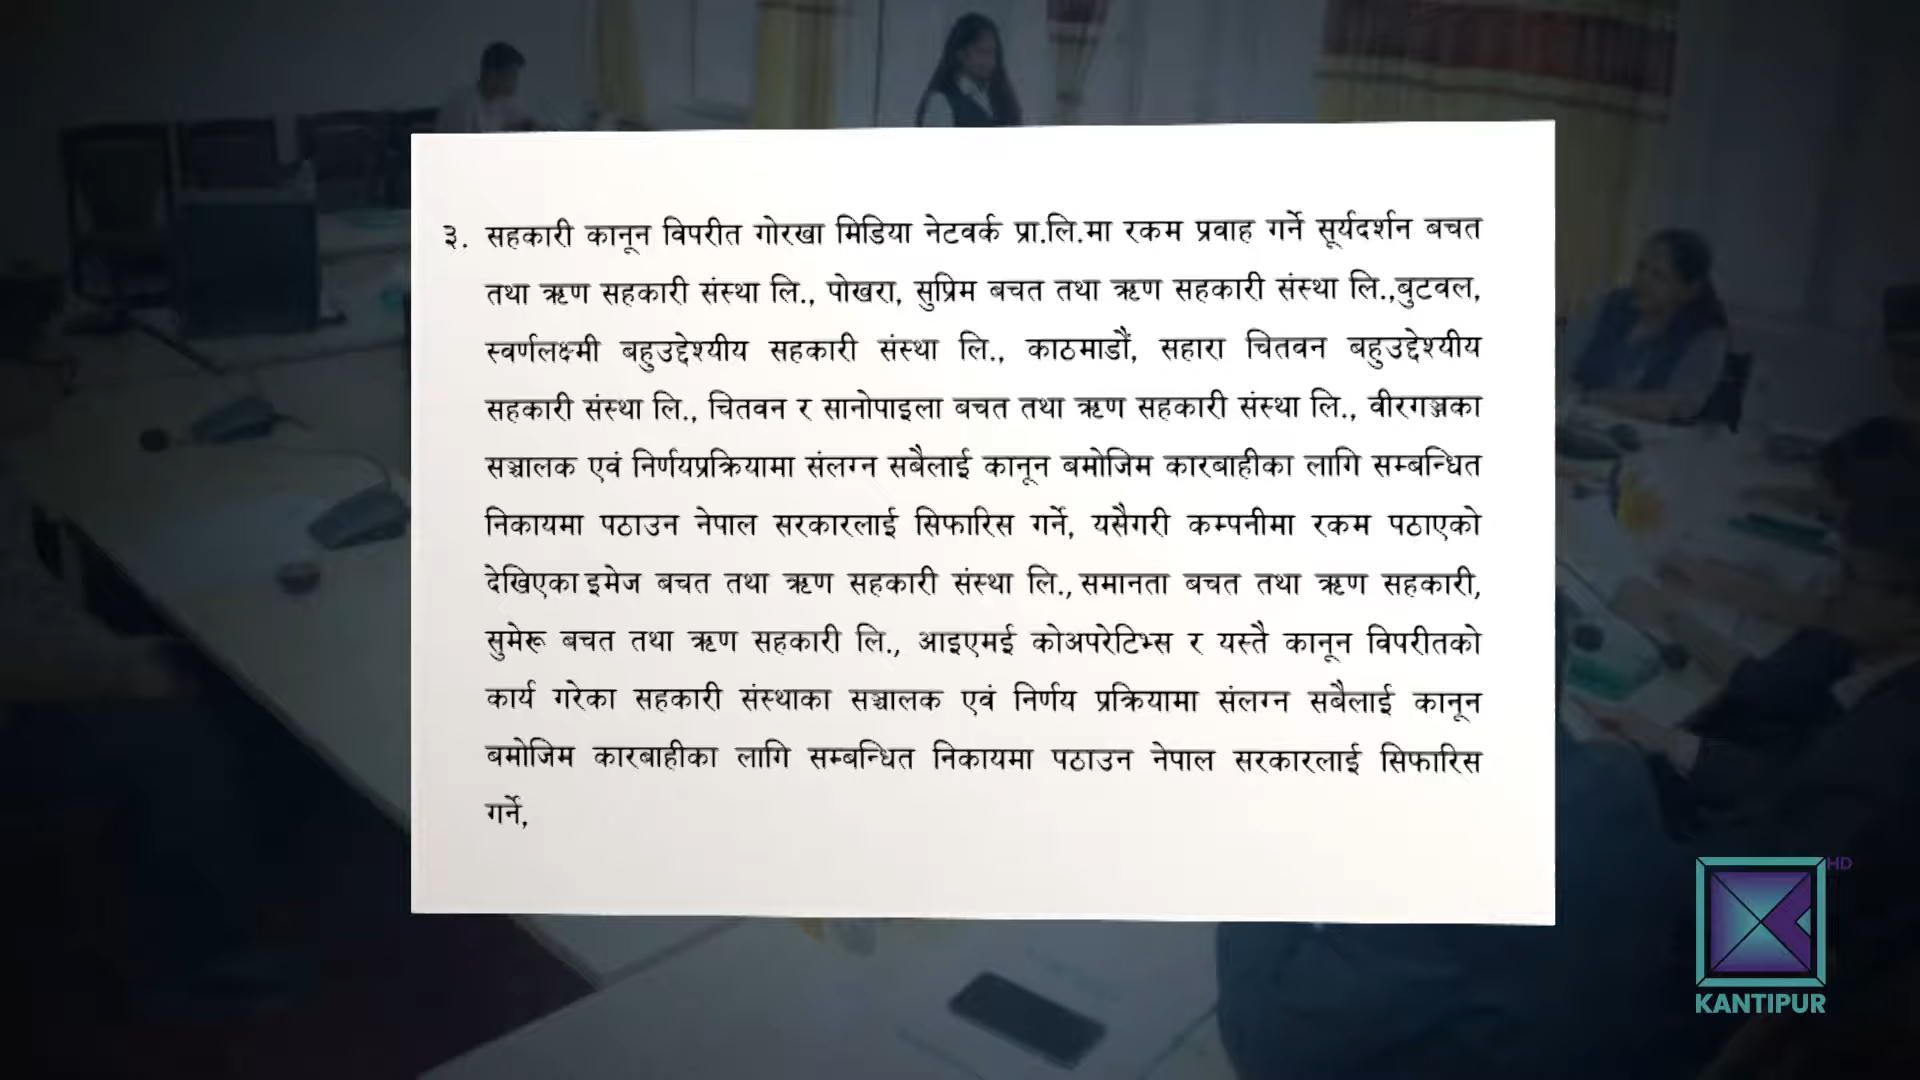 ३. सहकारी कानून विपरीत गोरखा मिडिया नेटवर्क प्रा.लि.मा रकम प्रवाह गर्ने सूर्यदर्शन बचत
तथा ऋण सहकारी संस्था लि., पोखरा, सुप्रिम बचत तथा ऋण सहकारी संस्था लि.,बुटवल,
स्वर्णलक्ष्मी बहुउद्देश्यीय सहकारी संस्था लि., काठमाडौं, सहारा चितवन बहुउद्देश्यीय
सहकारी संस्था लि., चितवन र सानोपाइला बचत तथा ऋण सहकारी संस्था लि., वीरगञ्जका
सञ्चालक एवं निर्णयप्रक्रियामा संलग्न सबैलाई कानून बमोजिम कारबाहीका लागि सम्बन्धित
निकायमा पठाउन नेपाल सरकारलाई सिफारिस गर्ने, यसैगरी कम्पनीमा रकम पठाएको
देखिएका इमेज बचत तथा ऋण सहकारी संस्था लि., समानता बचत तथा ऋण सहकारी,
सुमेरू बचत तथा ऋण सहकारी लि., आइएमई कोअपरेटिभ्स र यस्तै कानून विपरीतको
कार्य गरेका सहकारी संस्थाका सञ्चालक एवं निर्णय प्रक्रियामा संलग्न सबैलाई कानून
बमोजिम कारबाहीका लागि सम्बन्धित निकायमा पठाउन नेपाल सरकारलाई सिफारिस
गर्ने,
HD
KANTIPUR